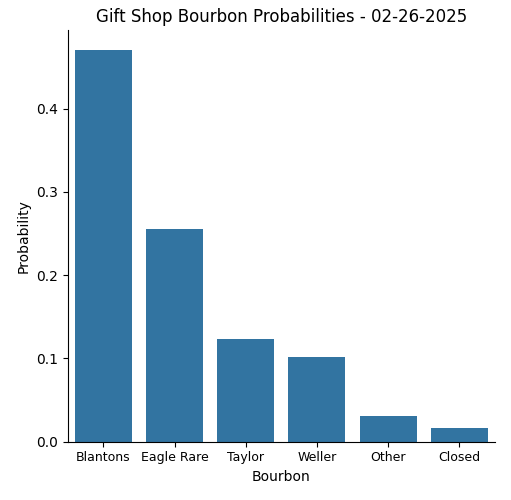 Gift Shop Bourbon Probabilities - 02-26-2025
0.4
0.3
0.2
0.1
0.0
Probability
Blantons Eagle Rare Taylor Weller Other Closed
Bourbon